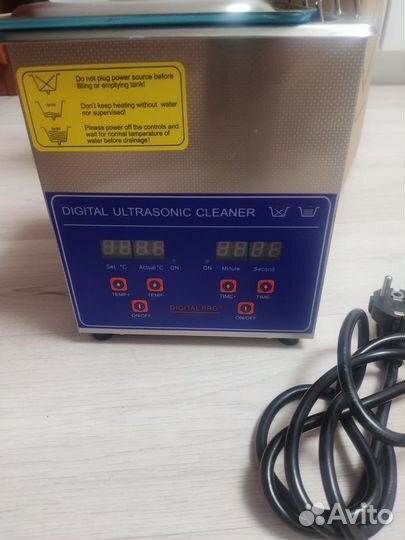 Do not plug power source before
filling or emptying tank!
Don't keep heating without water
nor supervised!
Please power off the controls and
wait for normal temperature of
water before drainage!
DIGITAL ULTRASONIC CLEANER
Set °C Actual °C ON ON Minute Second
TEMP+ TEMP- TIME+ TIME-
DIGITAL PRO+
ON/OFF ON/OFF
Avito